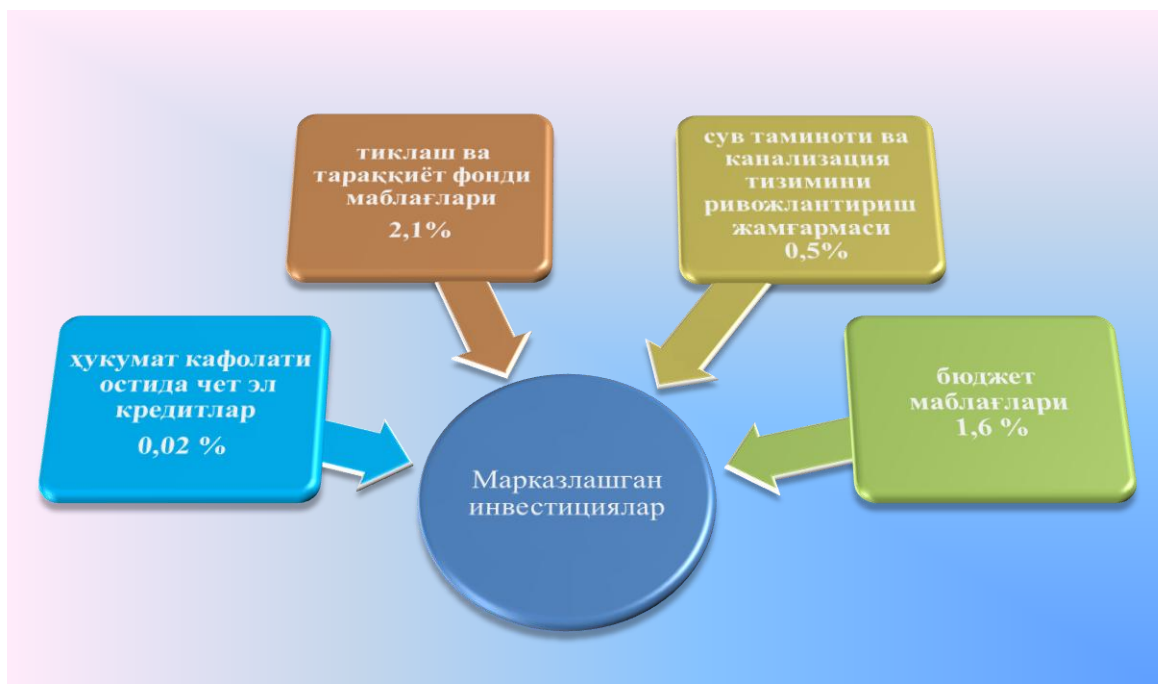 тиклаш ва
тараққиёт фонди
маблағлари
2,1%
сув таминоти ва
канализация
тизимини
ривожлантириш
жамғармаси
0,5%
ҳукумат кафолати
остида чет эл
кредитлар
0,02 %
бюджет
маблағлари
1,6 %
Марказлашган
инвестициялар